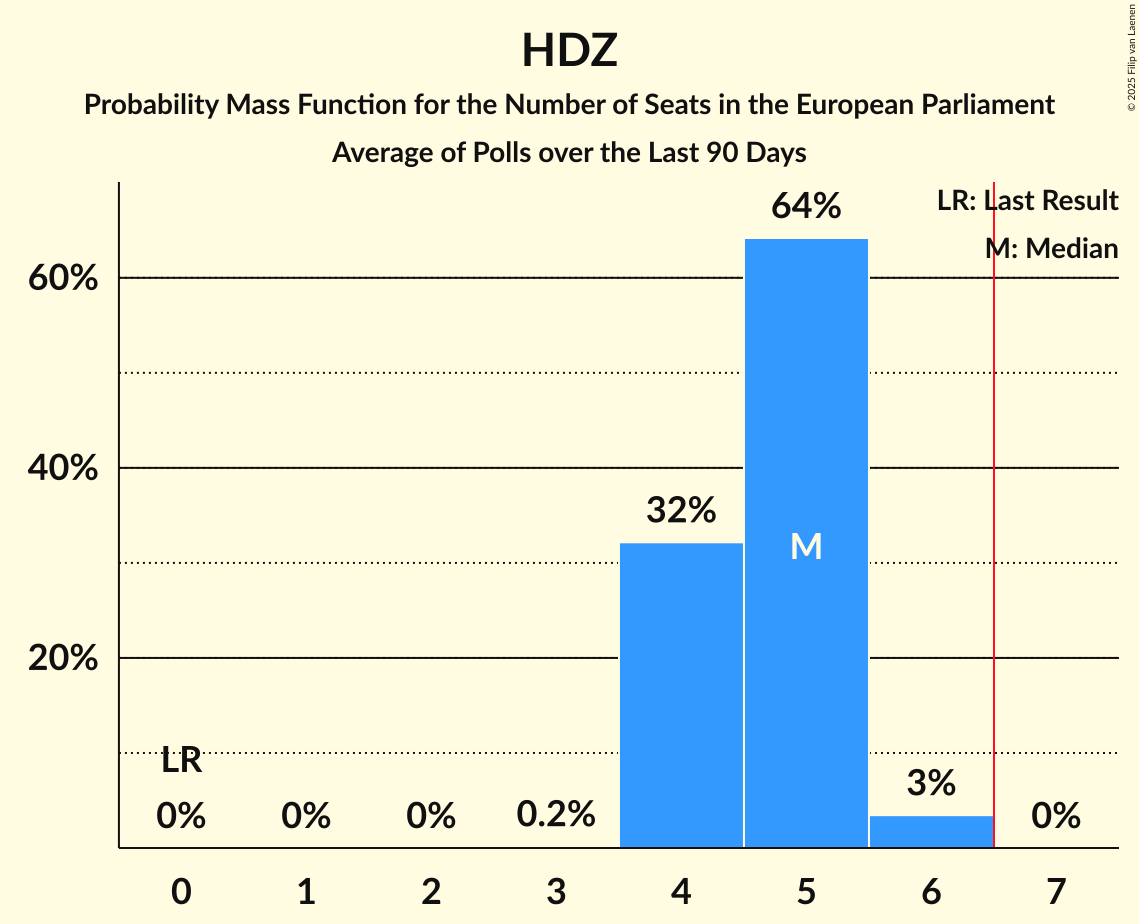 HDZ
Probability Mass Function for the Number of Seats in the European Parliament
Average of Polls over the Last 90 Days
© 2025 Filip van Laenen
LR: Last Result
M: Median
64%
60%
40%
32%
M
20%
LR
0%
0%
0%
0.2%
3%
0%
0 1 2 3 4 5 6 7